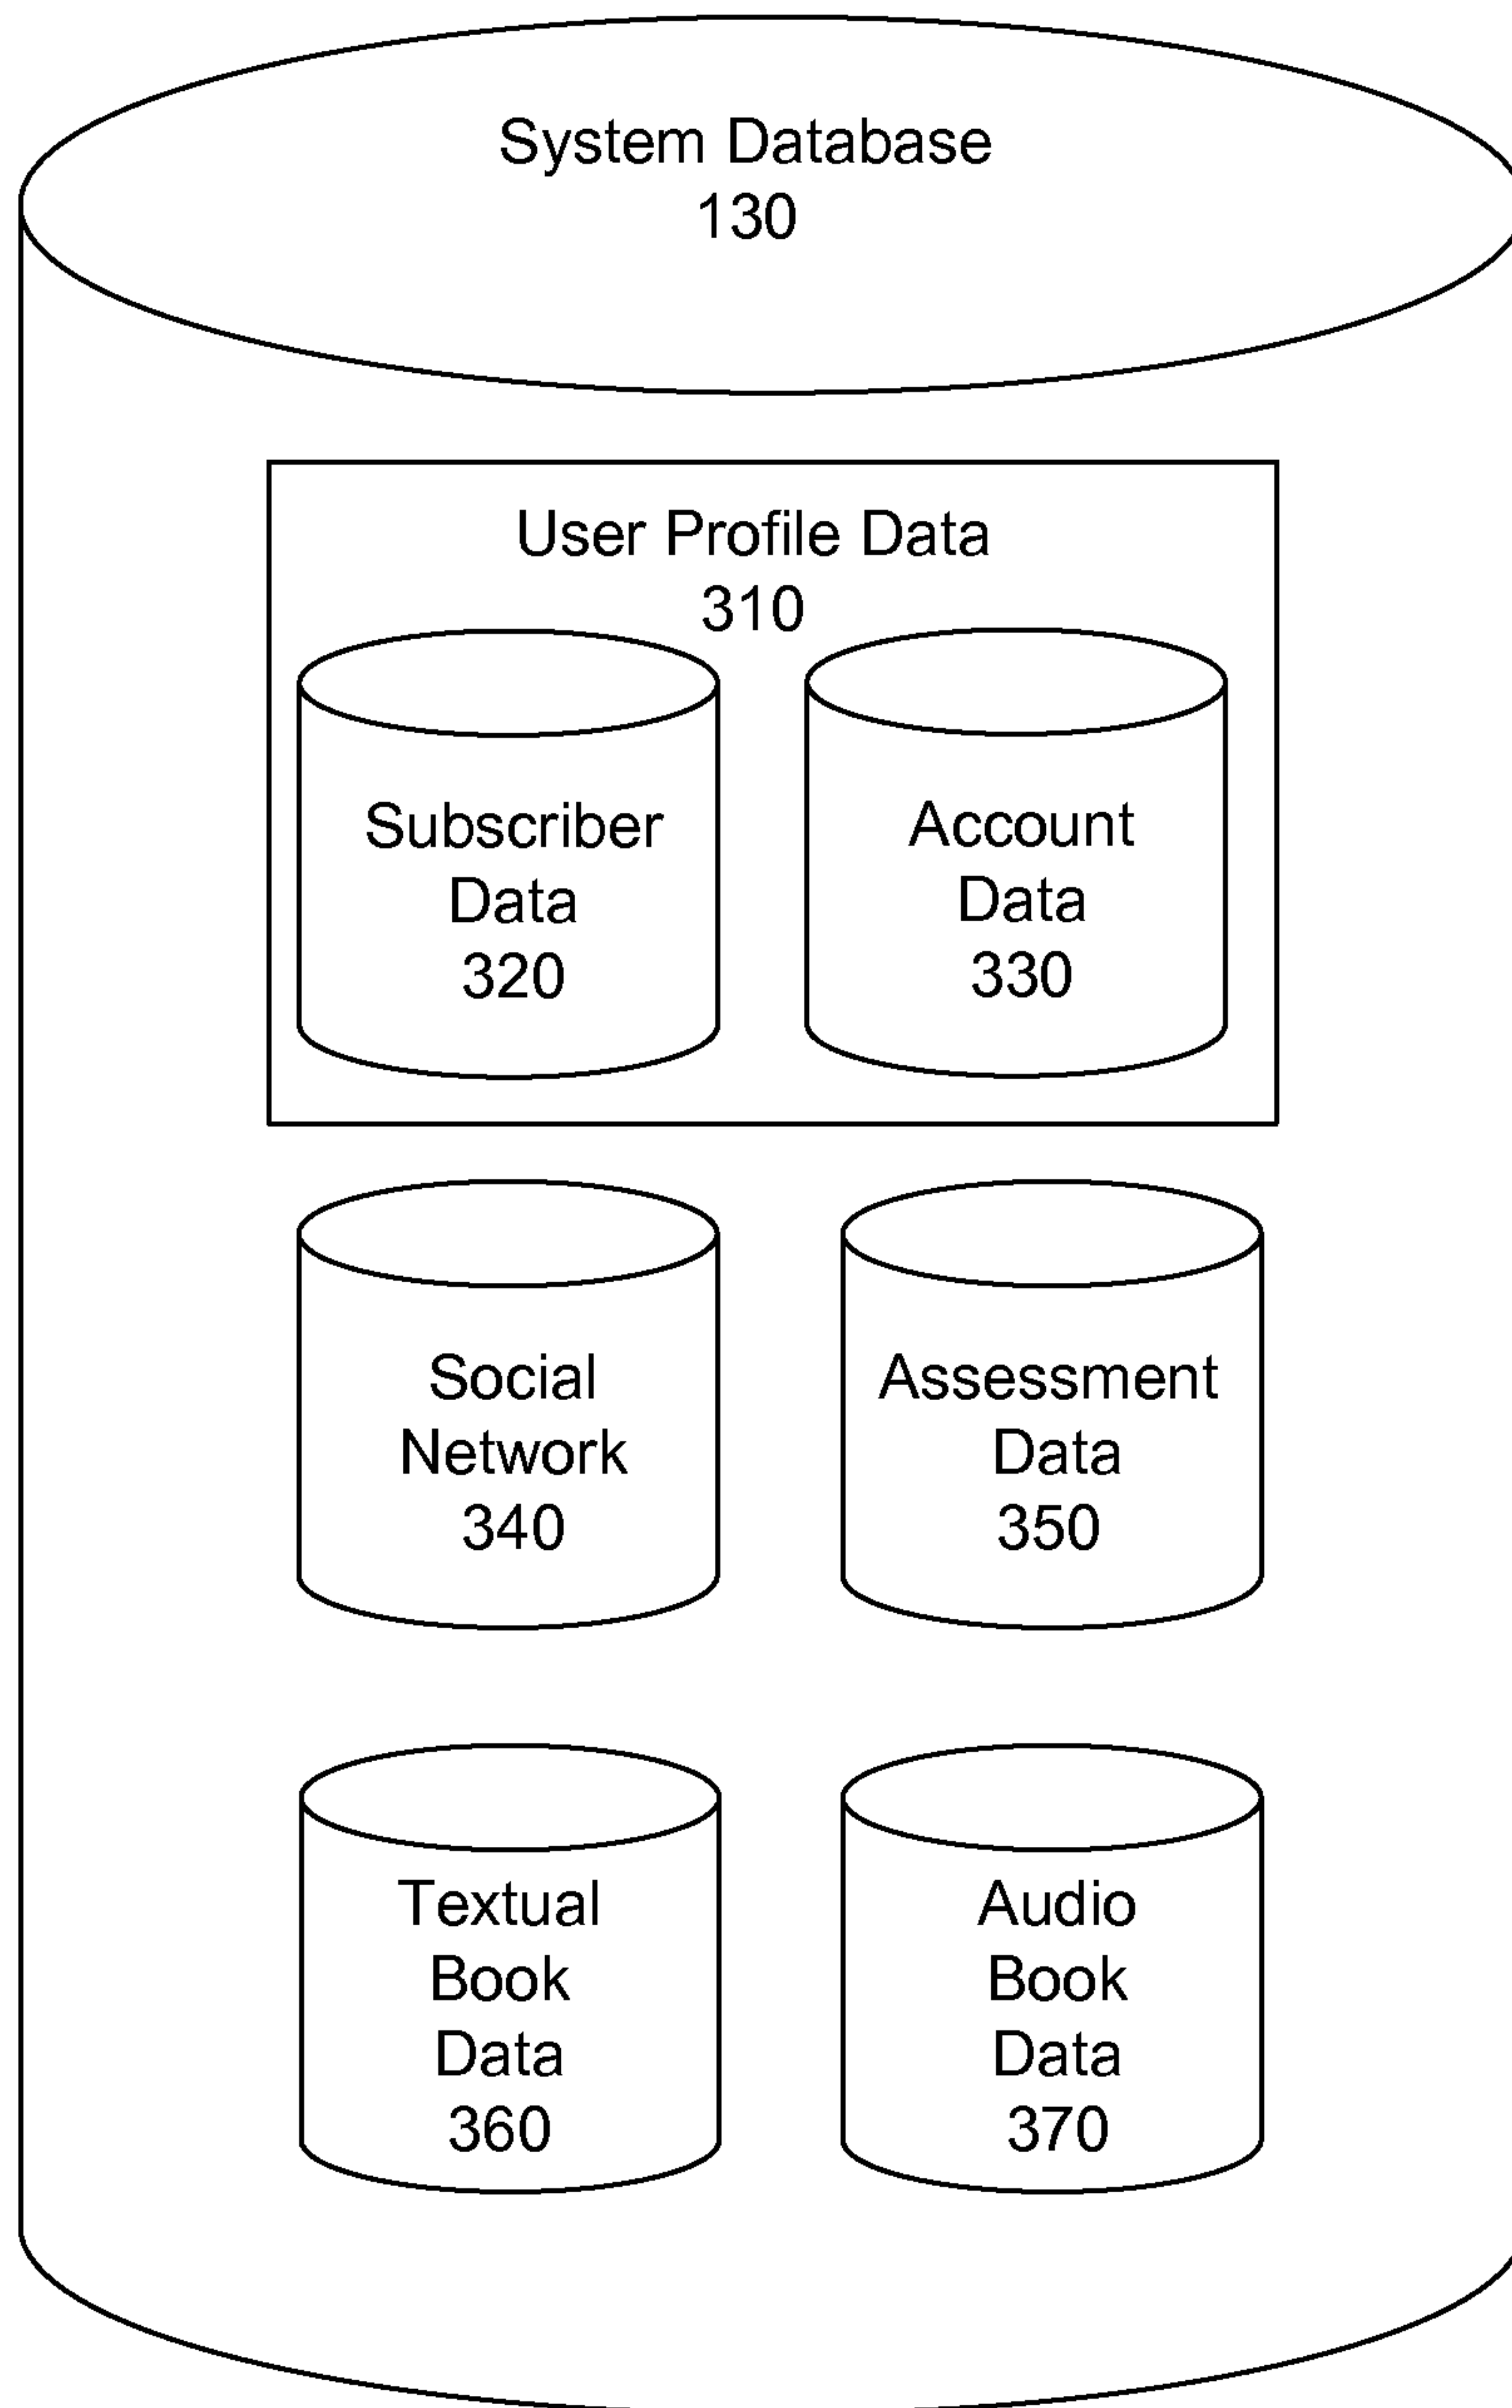 System Database
130
User Profile Data
310
Subscriber
Data
320
Account
Data
330
Social
Network
340
Assessment
Data
350
Textual
Book
Data
360
Audio
Book
Data
370